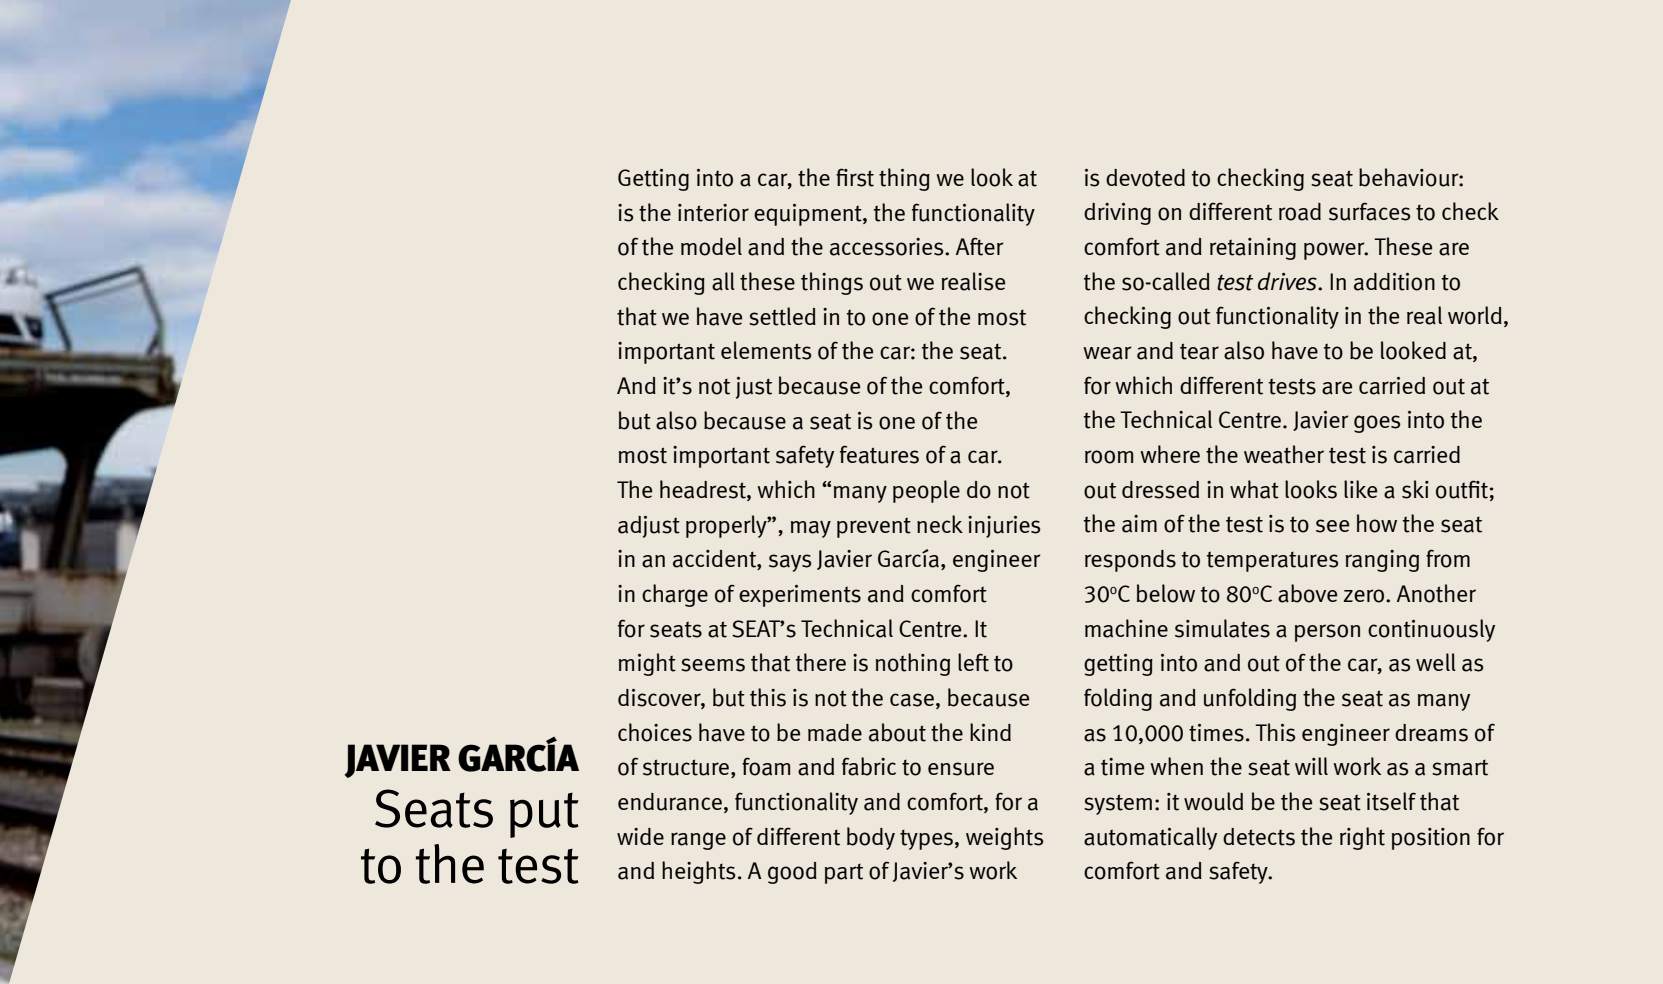 JAVIER GARCÍA
Seats put
to the test
Getting into a car, the first thing we look at
is the interior equipment, the functionality
of the model and the accessories. After
checking all these things out we realise
that we have settled in to one of the most
important elements of the car: the seat.
And it’s not just because of the comfort,
but also because a seat is one of the
most important safety features of a car.
The headrest, which “many people do not
adjust properly”, may prevent neck injuries
in an accident, says Javier García, engineer
in charge of experiments and comfort
for seats at SEAT’s Technical Centre. It
might seems that there is nothing left to
discover, but this is not the case, because
choices have to be made about the kind
of structure, foam and fabric to ensure
endurance, functionality and comfort, for a
wide range of different body types, weights
and heights. A good part of Javier’s work
is devoted to checking seat behaviour:
driving on different road surfaces to check
comfort and retaining power. These are
the so-called test drives. In addition to
checking out functionality in the real world,
wear and tear also have to be looked at,
for which different tests are carried out at
the Technical Centre. Javier goes into the
room where the weather test is carried
out dressed in what looks like a ski outfit;
the aim of the test is to see how the seat
responds to temperatures ranging from
30ºC below to 80ºC above zero. Another
machine simulates a person continuously
getting into and out of the car, as well as
folding and unfolding the seat as many
as 10,000 times. This engineer dreams of
a time when the seat will work as a smart
system: it would be the seat itself that
automatically detects the right position for
comfort and safety.